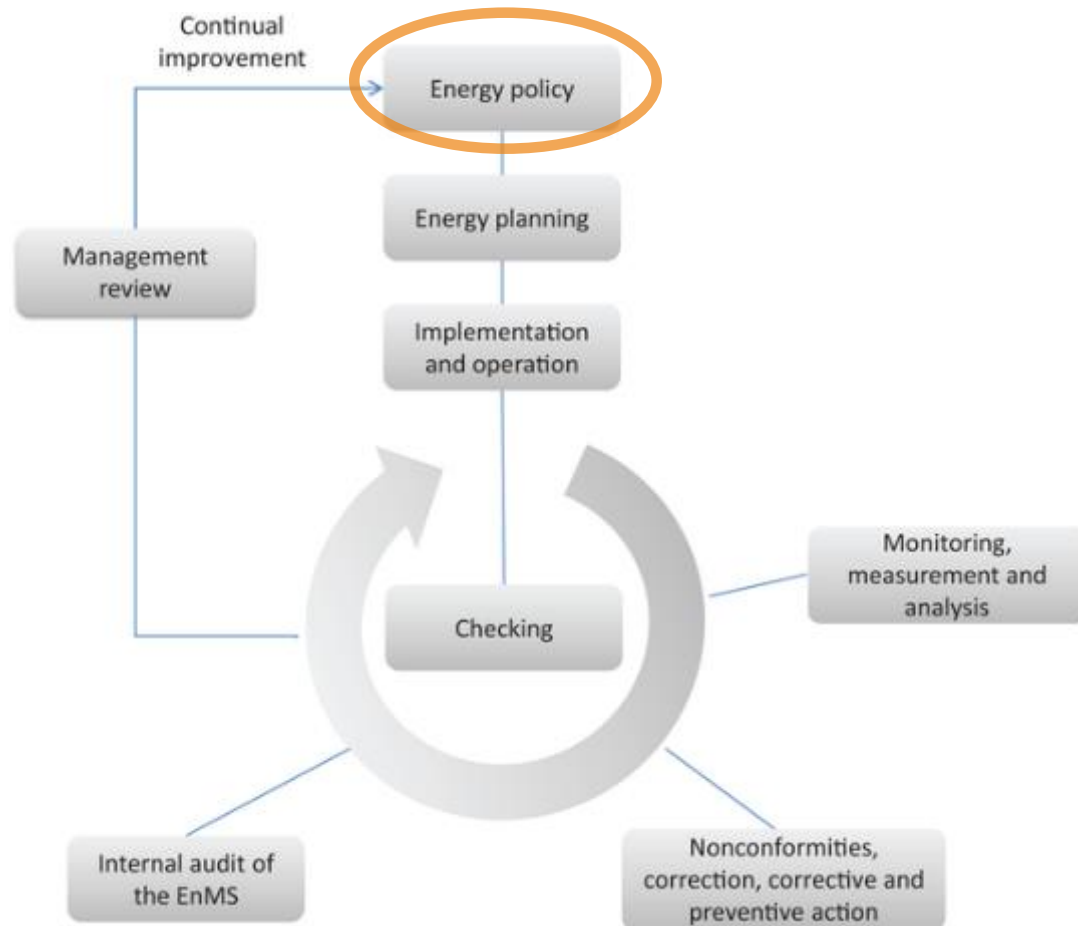 Continual
improvement
Energy policy
Energy planning
Management
review
Implementation
and operation
Monitoring,
measurement and
analysis
Checking
Internal audit of
the EnMS
Nonconformities,
correction, corrective and
preventive action